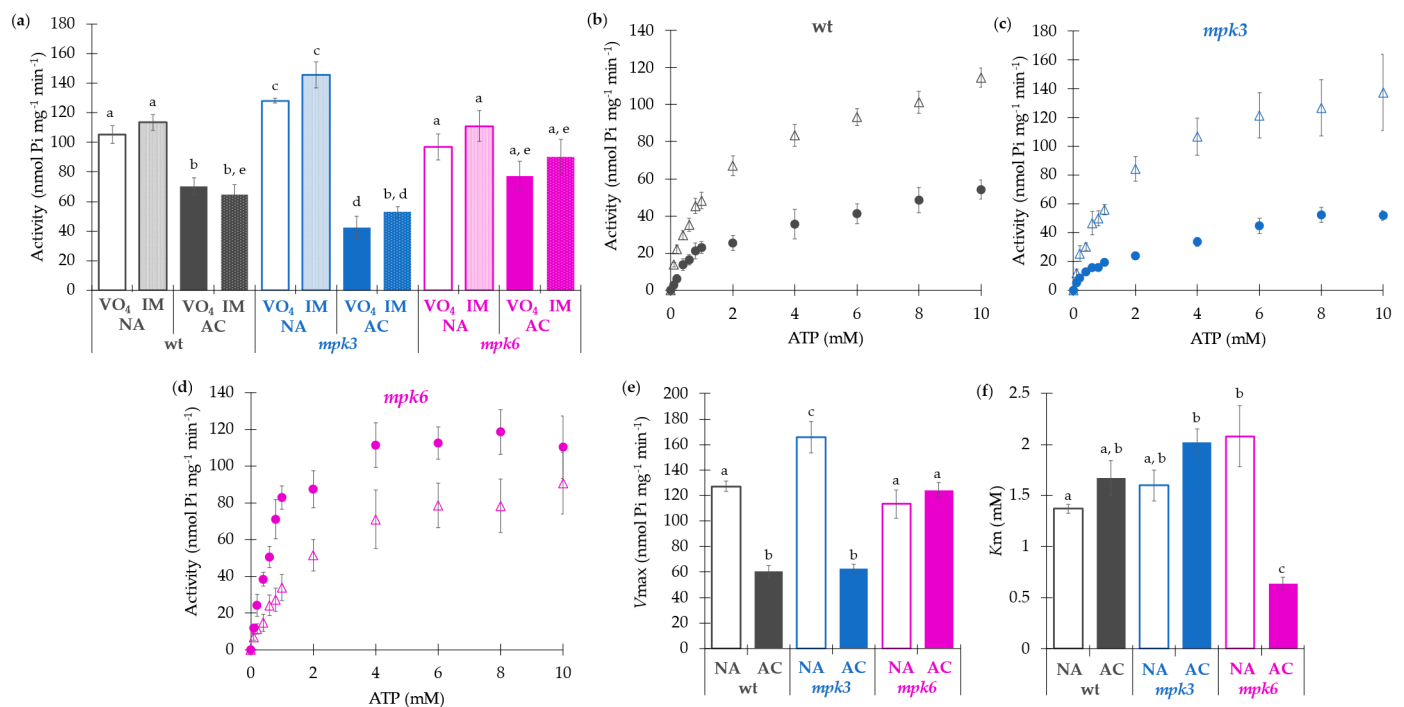 (a)
Activity (nmol Pi mg-1 min-1)
180
160
140
120
100
80
60
40
20
0
a
a
b
b, e
c
c
d
b, d
a
a
a, e
a, e
VO4 IM VO4 IM VO4 IM VO4 IM VO4 IM VO4 IM
NA AC NA AC NA AC
wt mpk3 mpk6
(b)
wt
Activity (nmol Pi mg-1 min-1)
140
120
100
80
60
40
20
0
0 2 4 6 8 10
ATP (mM)
(c)
mpk3
Activity (nmol Pi mg-1 min-1)
180
160
140
120
100
80
60
40
20
0
0 2 4 6 8 10
ATP (mM)
(d)
mpk6
Activity (nmol Pi mg-1 min-1)
140
120
100
80
60
40
20
0
0 2 4 6 8 10
ATP (mM)
(e)
Vmax (nmol Pi mg-1 min-1)
200
180
160
140
120
100
80
60
40
20
0
a
b
c
b
a
a
NA AC NA AC NA AC
wt mpk3 mpk6
(f)
Km (mM)
2.5
2
1.5
1
0.5
0
a
a, b
a, b
b
b
c
NA AC NA AC NA AC
wt mpk3 mpk6